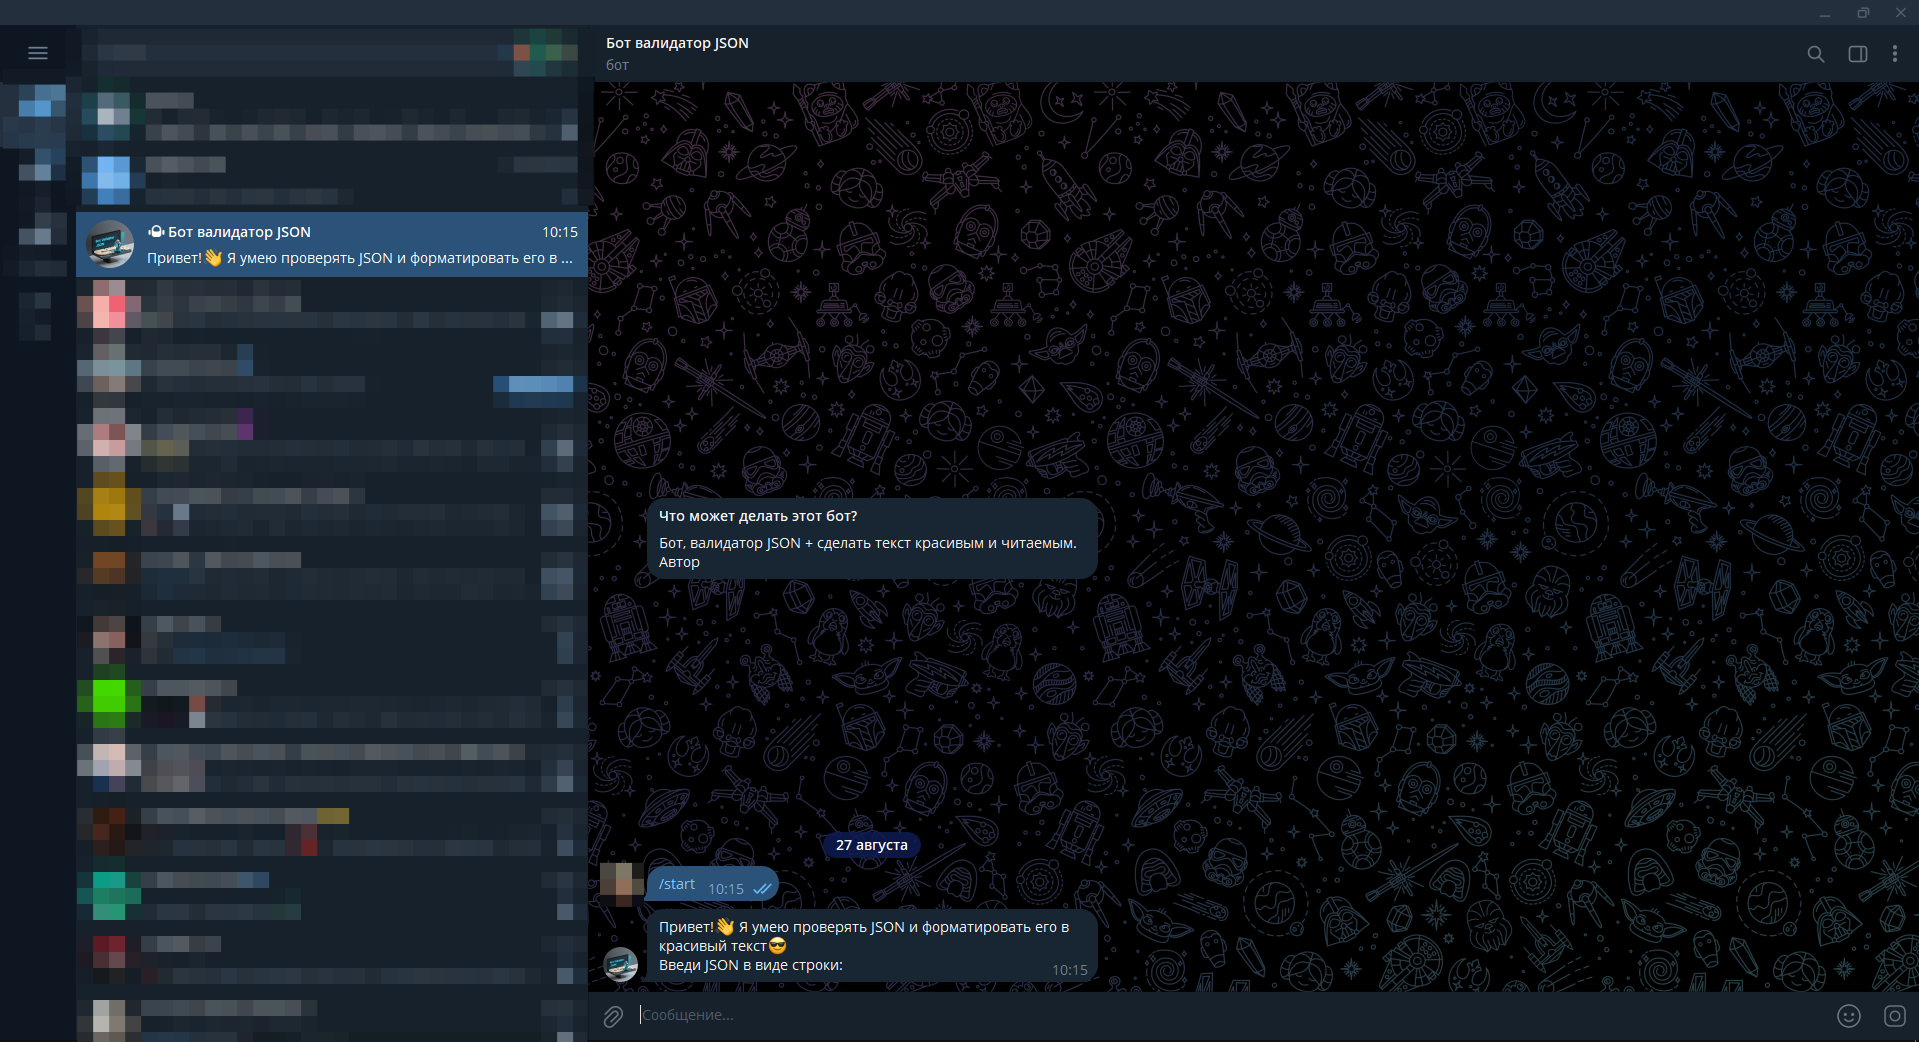 Бот валидатор JSON
бот
Бот валидатор JSON 10:15
Привет!👋 Я умею проверять JSON и форматировать его в ...
Что может делать этот бот?
Бот, валидатор JSON + сделать текст красивым и читаемым.
Автор
27 августа
/start 10:15
Привет!👋 Я умею проверять JSON и форматировать его в
красивый текст😎
Введи JSON в виде строки:
10:15
Сообщение...